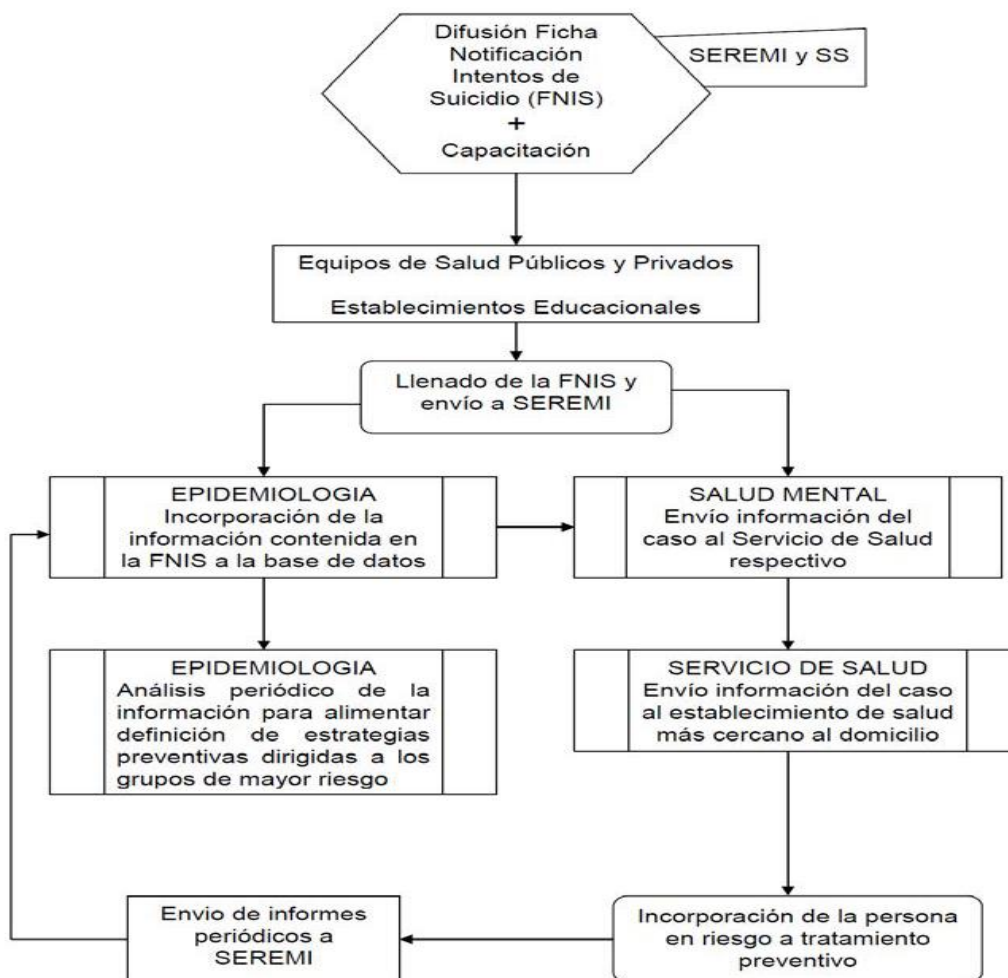 Difusión Ficha
Notificación
Intentos de
Suicidio (FNIS)
+
Capacitación
SEREMI y SS
Equipos de Salud Públicos y Privados
Establecimientos Educacionales
Llenado de la FNIS y
envío a SEREMI
EPIDEMIOLOGIA
Incorporación de la
información contenida en
la FNIS a la base de datos
SALUD MENTAL
Envío información del
caso al Servicio de Salud
respectivo
EPIDEMIOLOGIA
Análisis periódico de la
información para alimentar
definición de estrategias
preventivas dirigidas a los
grupos de mayor riesgo
SERVICIO DE SALUD
Envío información del caso
al establecimiento de salud
más cercano al domicilio
Envio de informes
periódicos a
SEREMI
Incorporación de la persona
en riesgo a tratamiento
preventivo